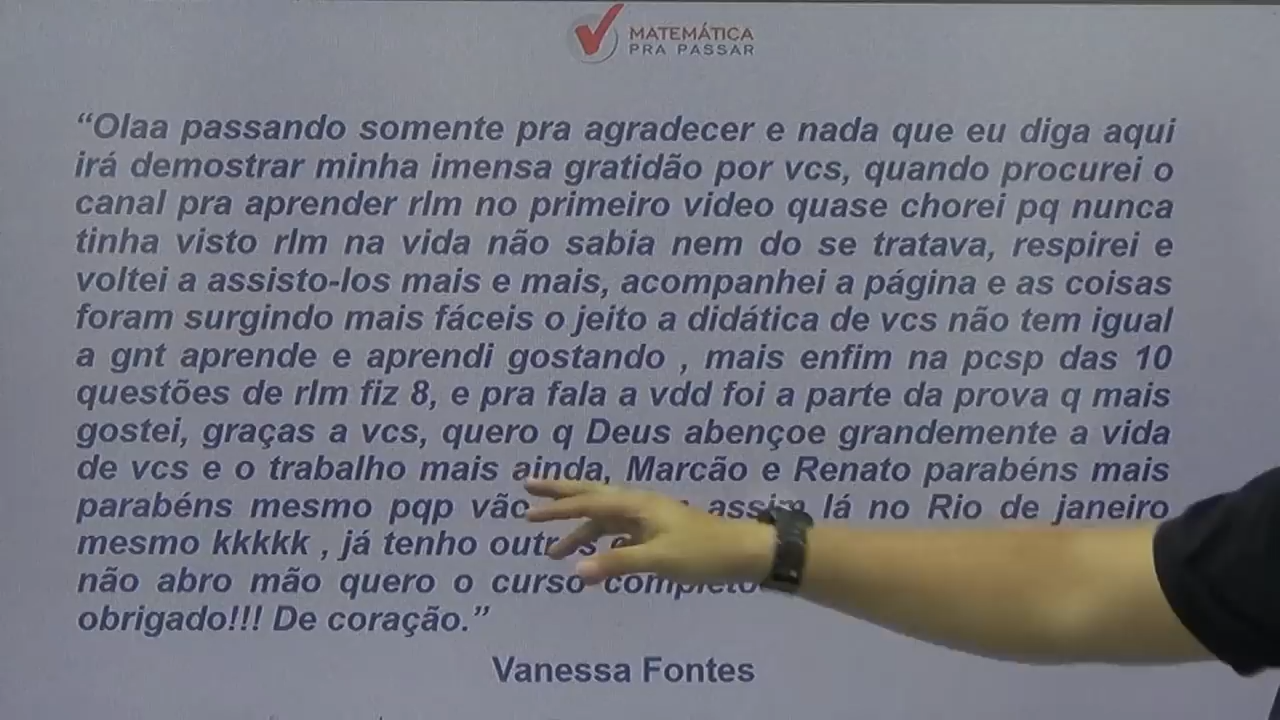 MATEMÁTICA
PRA PASSAR
“Olaa passando somente pra agradecer e nada que eu diga aqui
irá demostrar minha imensa gratidão por vcs, quando procurei o
canal pra aprender rlm no primeiro video quase chorei pq nunca
tinha visto rlm na vida não sabia nem do se tratava, respirei e
voltei a assisto-los mais e mais, acompanhei a página e as coisas
foram surgindo mais fáceis o jeito a didática de vcs não tem igual
a gnt aprende e aprendi gostando , mais enfim na pcsp das 10
questões de rlm fiz 8, e pra fala a vdd foi a parte da prova q mais
gostei, graças a vcs, quero q Deus abençoe grandemente a vida
de vcs e o trabalho mais ainda, Marcão e Renato parabéns mais
parabéns mesmo pqp assim lá no Rio de janeiro
mesmo kkkkk , já tenho
não abro mão quero o curso completo
obrigado!!! De coração.”
Vanessa Fontes